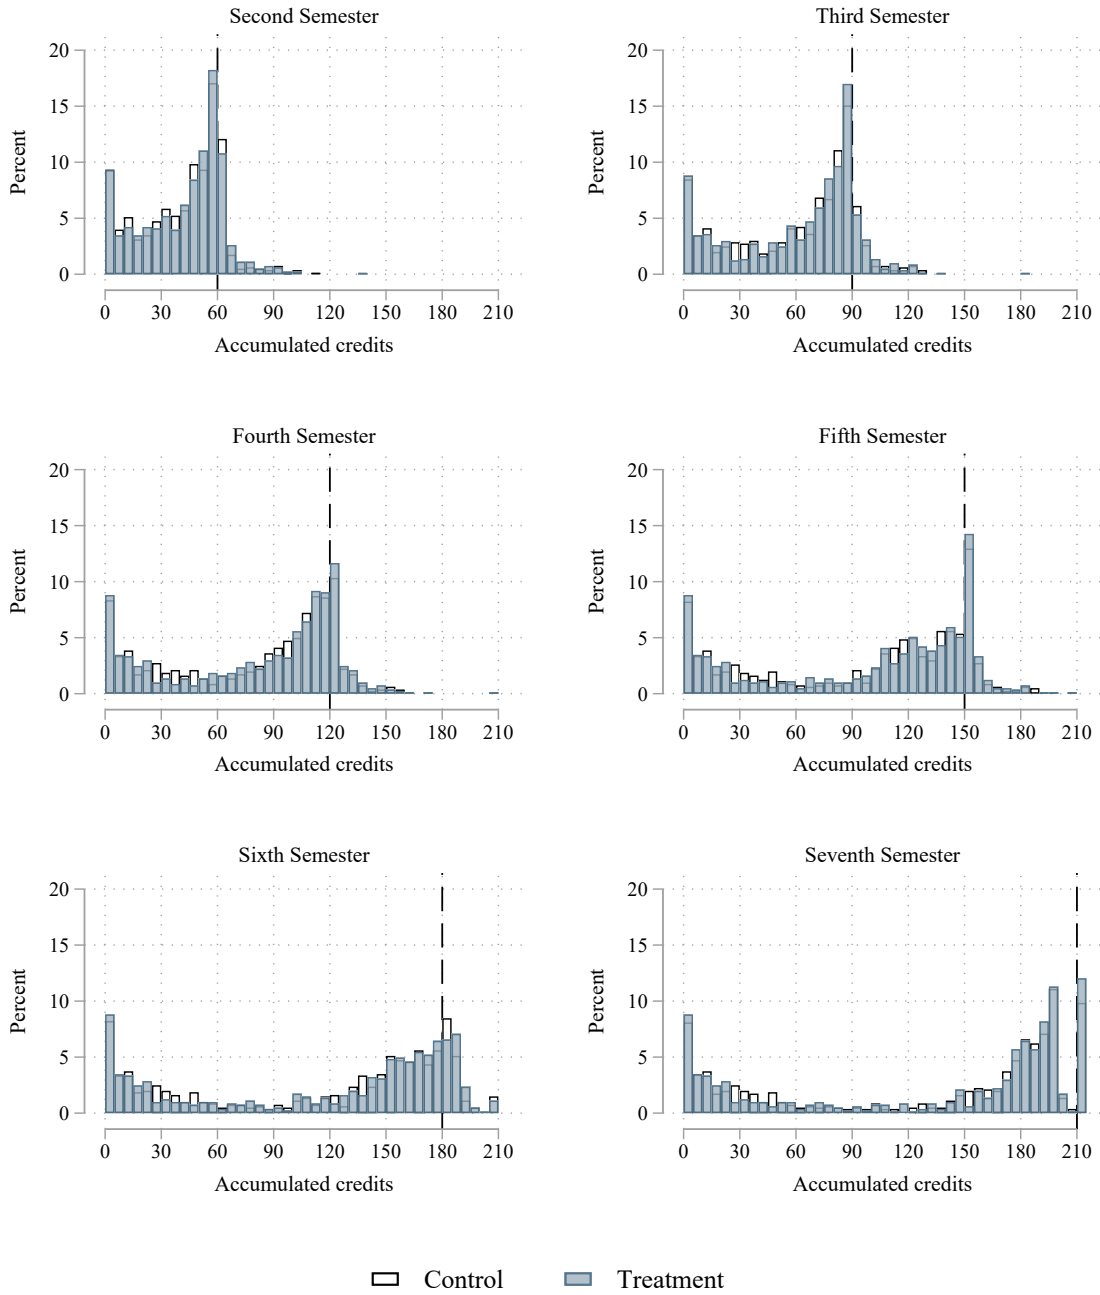 Second Semester
Percent
20
15
10
5
0
0 30 60 90 120 150 180 210
Accumulated credits
Third Semester
Percent
20
15
10
5
0
0 30 60 90 120 150 180 210
Accumulated credits
Fourth Semester
Percent
20
15
10
5
0
0 30 60 90 120 150 180 210
Accumulated credits
Fifth Semester
Percent
20
15
10
5
0
0 30 60 90 120 150 180 210
Accumulated credits
Sixth Semester
Percent
20
15
10
5
0
0 30 60 90 120 150 180 210
Accumulated credits
Seventh Semester
Percent
20
15
10
5
0
0 30 60 90 120 150 180 210
Accumulated credits
Control Treatment